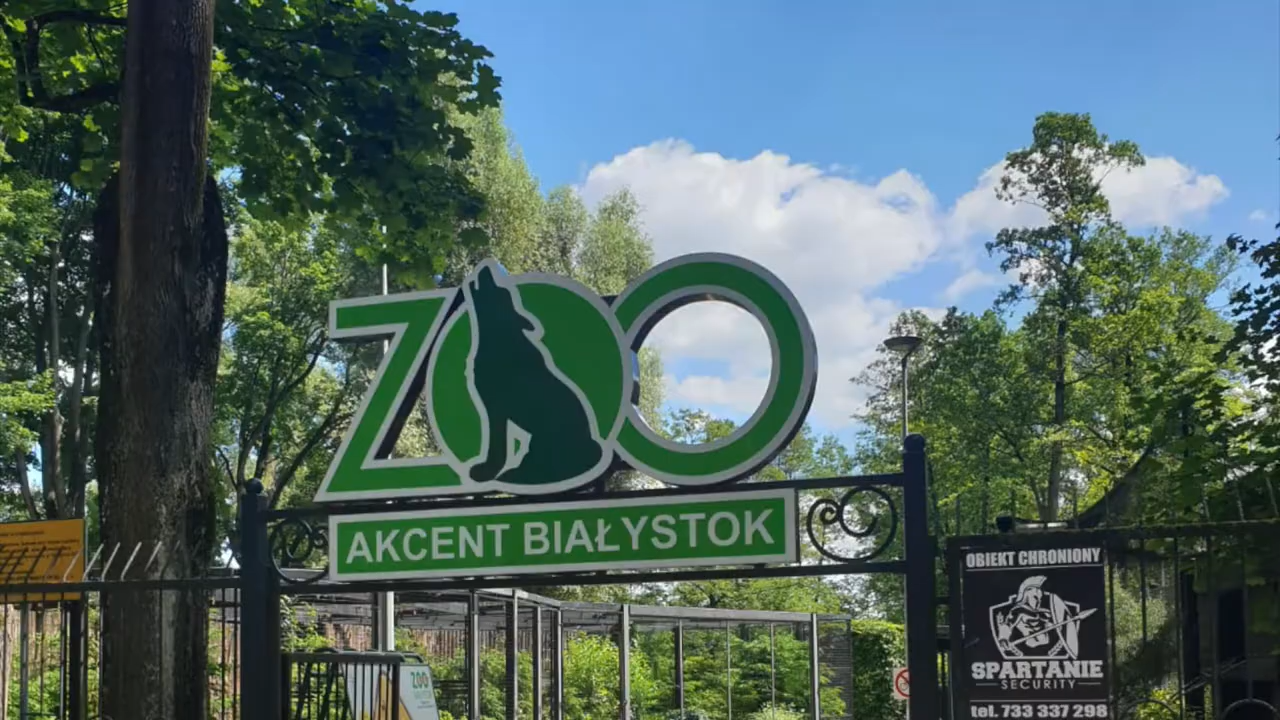 ZOO
AKCENT BIAŁYSTOK
OBIEKT CHRONIONY
SPARTANIE
SECURITY
tel. 733 337 298
ZOO